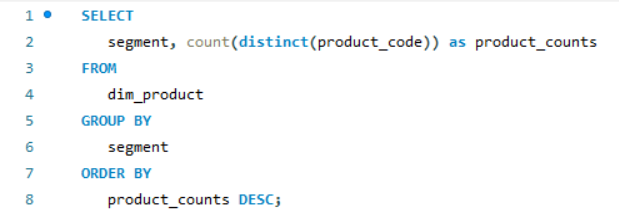 1 SELECT
2 segment, count(distinct(product_code)) as product_counts
3 FROM
4 dim_product
5 GROUP BY
6 segment
7 ORDER BY
8 product_counts DESC;